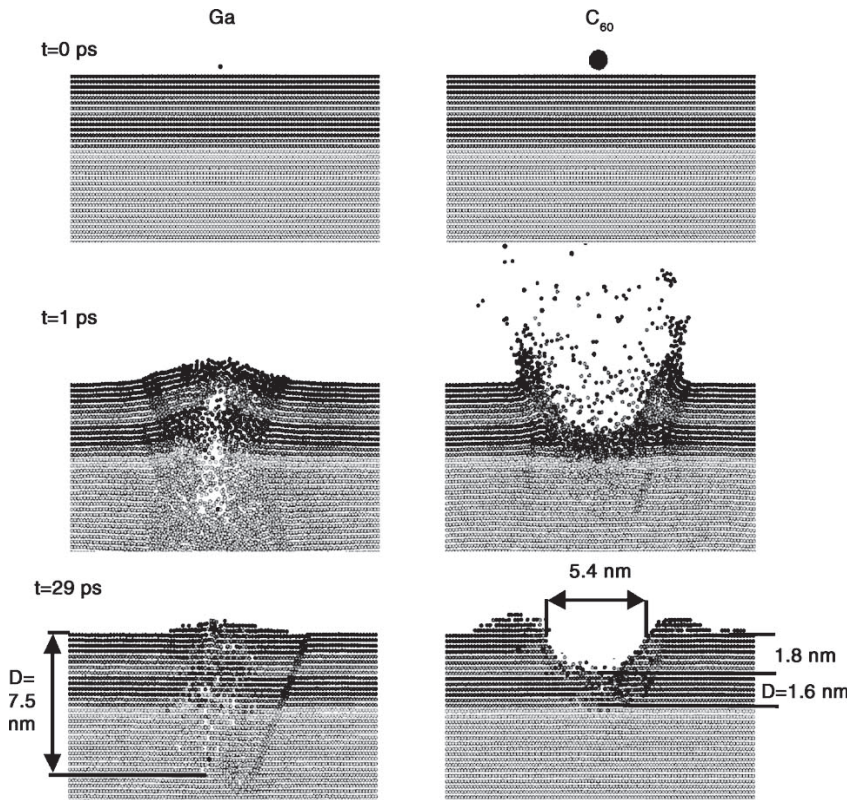 Ga
C60
t=0 ps
t=1 ps
t=29 ps
5.4 nm
D=
7.5
nm
1.8 nm
D=1.6 nm